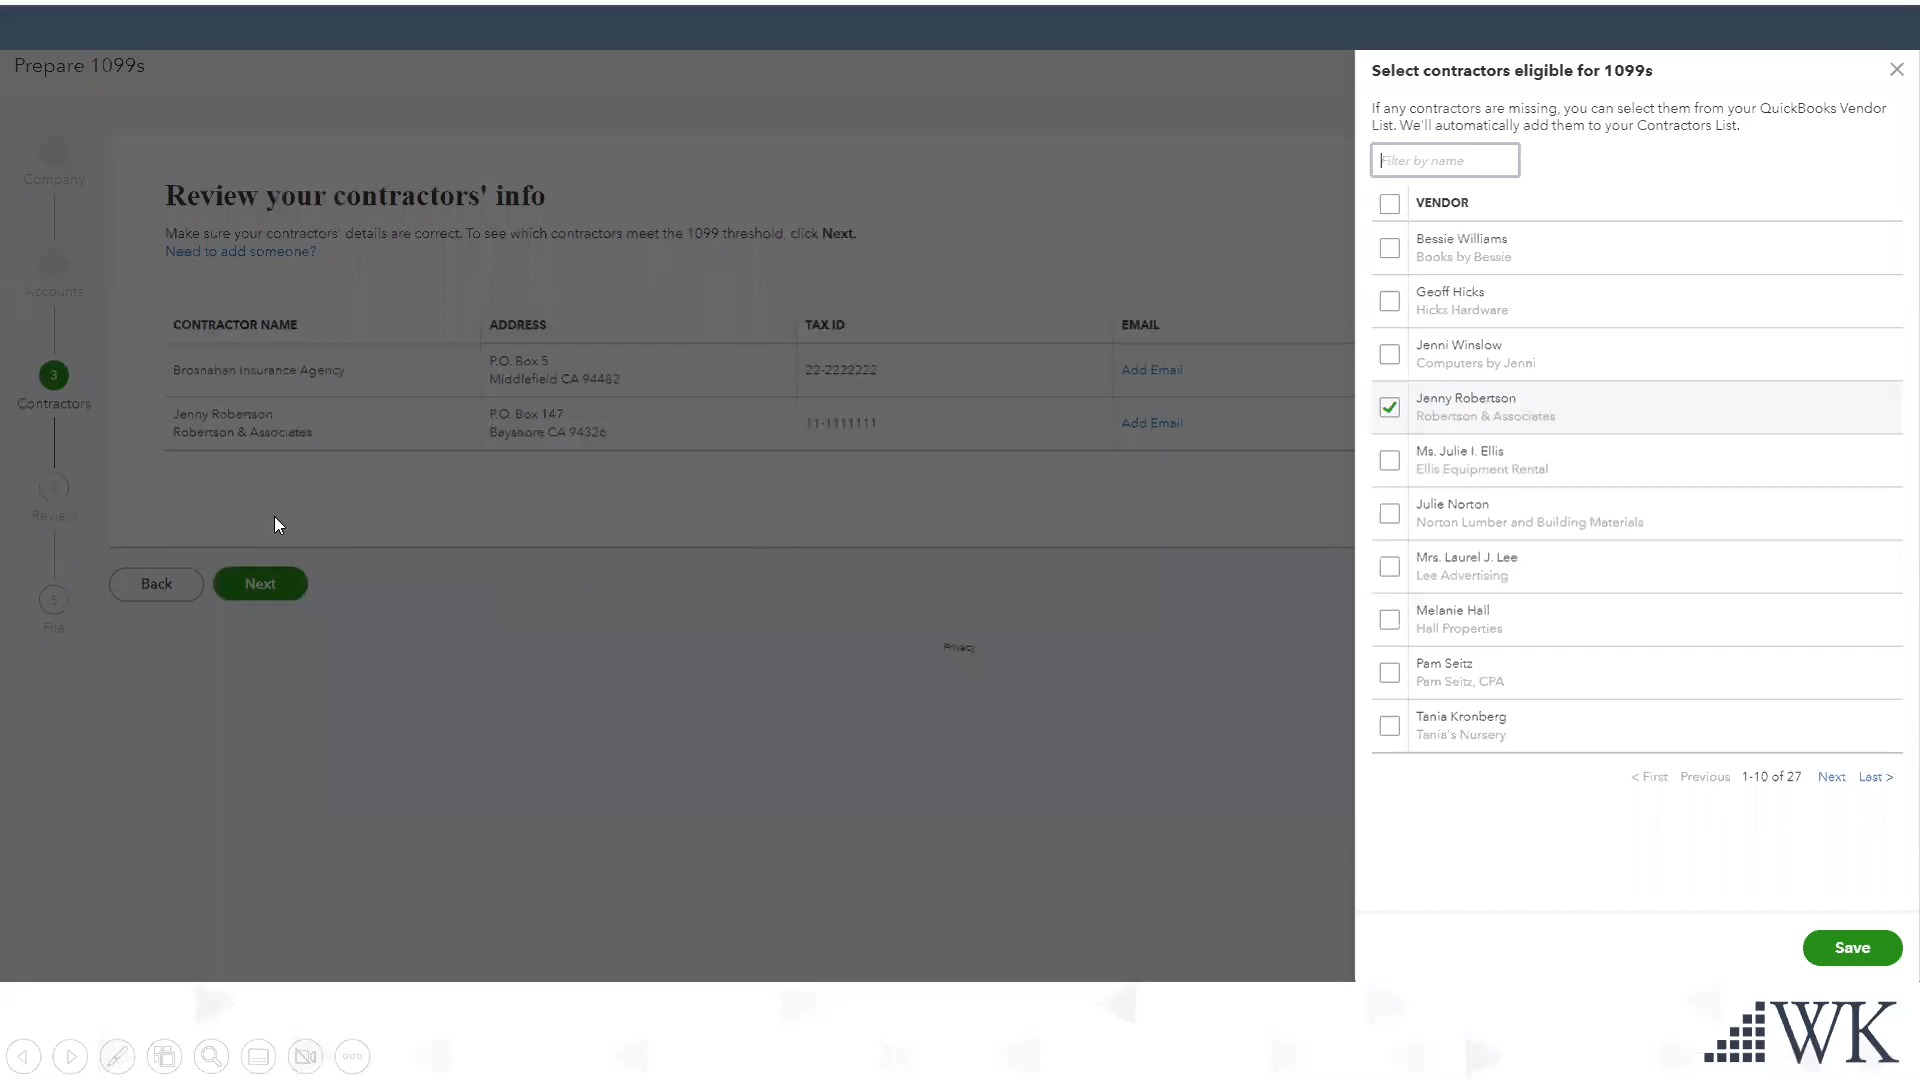 Prepare 1099s
Company
Accounts
3
Contractors
Review
5
File
Review your contractors' info
Make sure your contractors' details are correct. To see which contractors meet the 1099 threshold, click Next.
Need to add someone?
CONTRACTOR NAME ADDRESS TAX ID EMAIL
Brosnahan Insurance Agency
P.O. Box 5
Middlefield CA 94482
22-2222222
Add Email
Jenny Robertson
Robertson & Associates
P.O. Box 147
Bayshore CA 94326
11-1111111
Add Email
Back
Next
Privacy
Select contractors eligible for 1099s
If any contractors are missing, you can select them from your QuickBooks Vendor
List. We'll automatically add them to your Contractors List.
Filter by name
VENDOR
Bessie Williams
Books by Bessie
Geoff Hicks
Hicks Hardware
Jenni Winslow
Computers by Jenni
Jenny Robertson
Robertson & Associates
Ms. Julie I. Ellis
Ellis Equipment Rental
Julie Norton
Norton Lumber and Building Materials
Mrs. Laurel J. Lee
Lee Advertising
Melanie Hall
Hall Properties
Pam Seitz
Pam Seitz, CPA
Tania Kronberg
Tania's Nursery
< First Previous 1-10 of 27 Next Last >
Save
WK